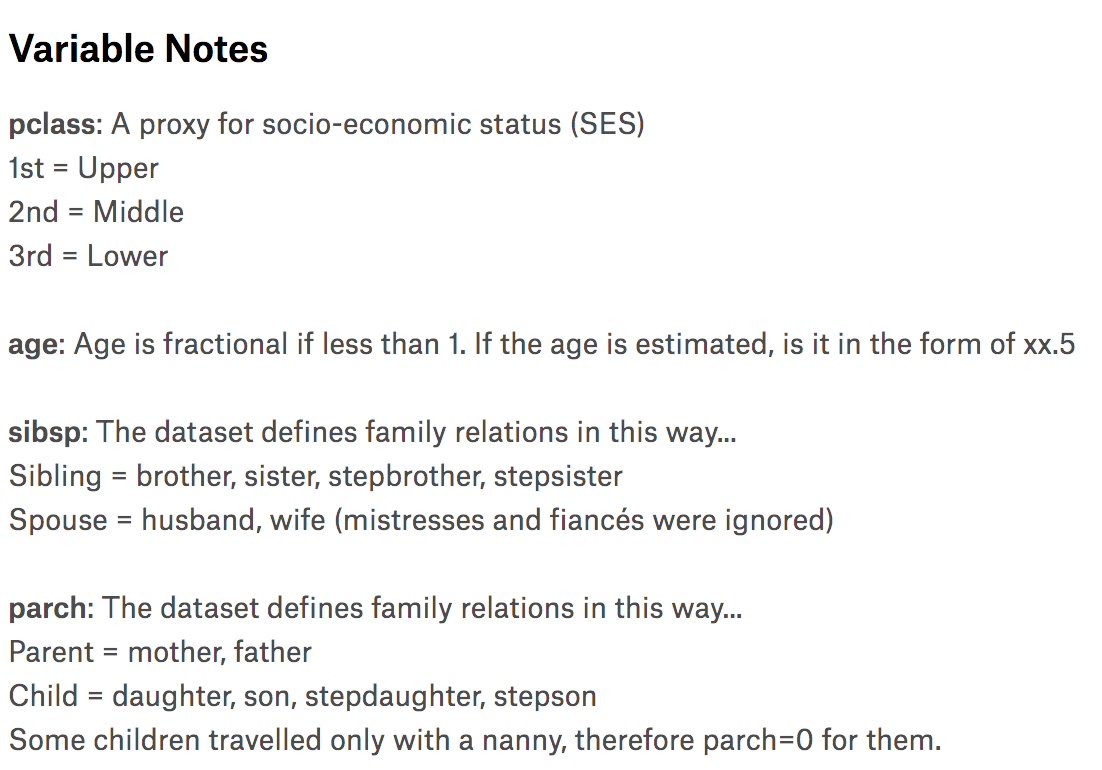 Variable Notes
pclass: A proxy for socio-economic status (SES)
1st = Upper
2nd = Middle
3rd = Lower
age: Age is fractional if less than 1. If the age is estimated, is it in the form of xx.5
sibsp: The dataset defines family relations in this way...
Sibling = brother, sister, stepbrother, stepsister
Spouse = husband, wife (mistresses and fiancés were ignored)
parch: The dataset defines family relations in this way...
Parent = mother, father
Child = daughter, son, stepdaughter, stepson
Some children travelled only with a nanny, therefore parch=0 for them.